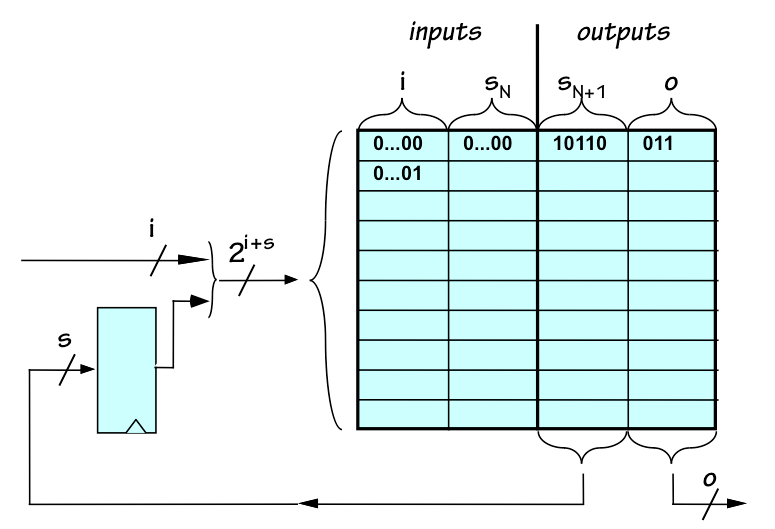 inputs outputs
i s_N s_N+1 o
0...00 0...00 10110 011
0...01
i
2^i+s
s
o